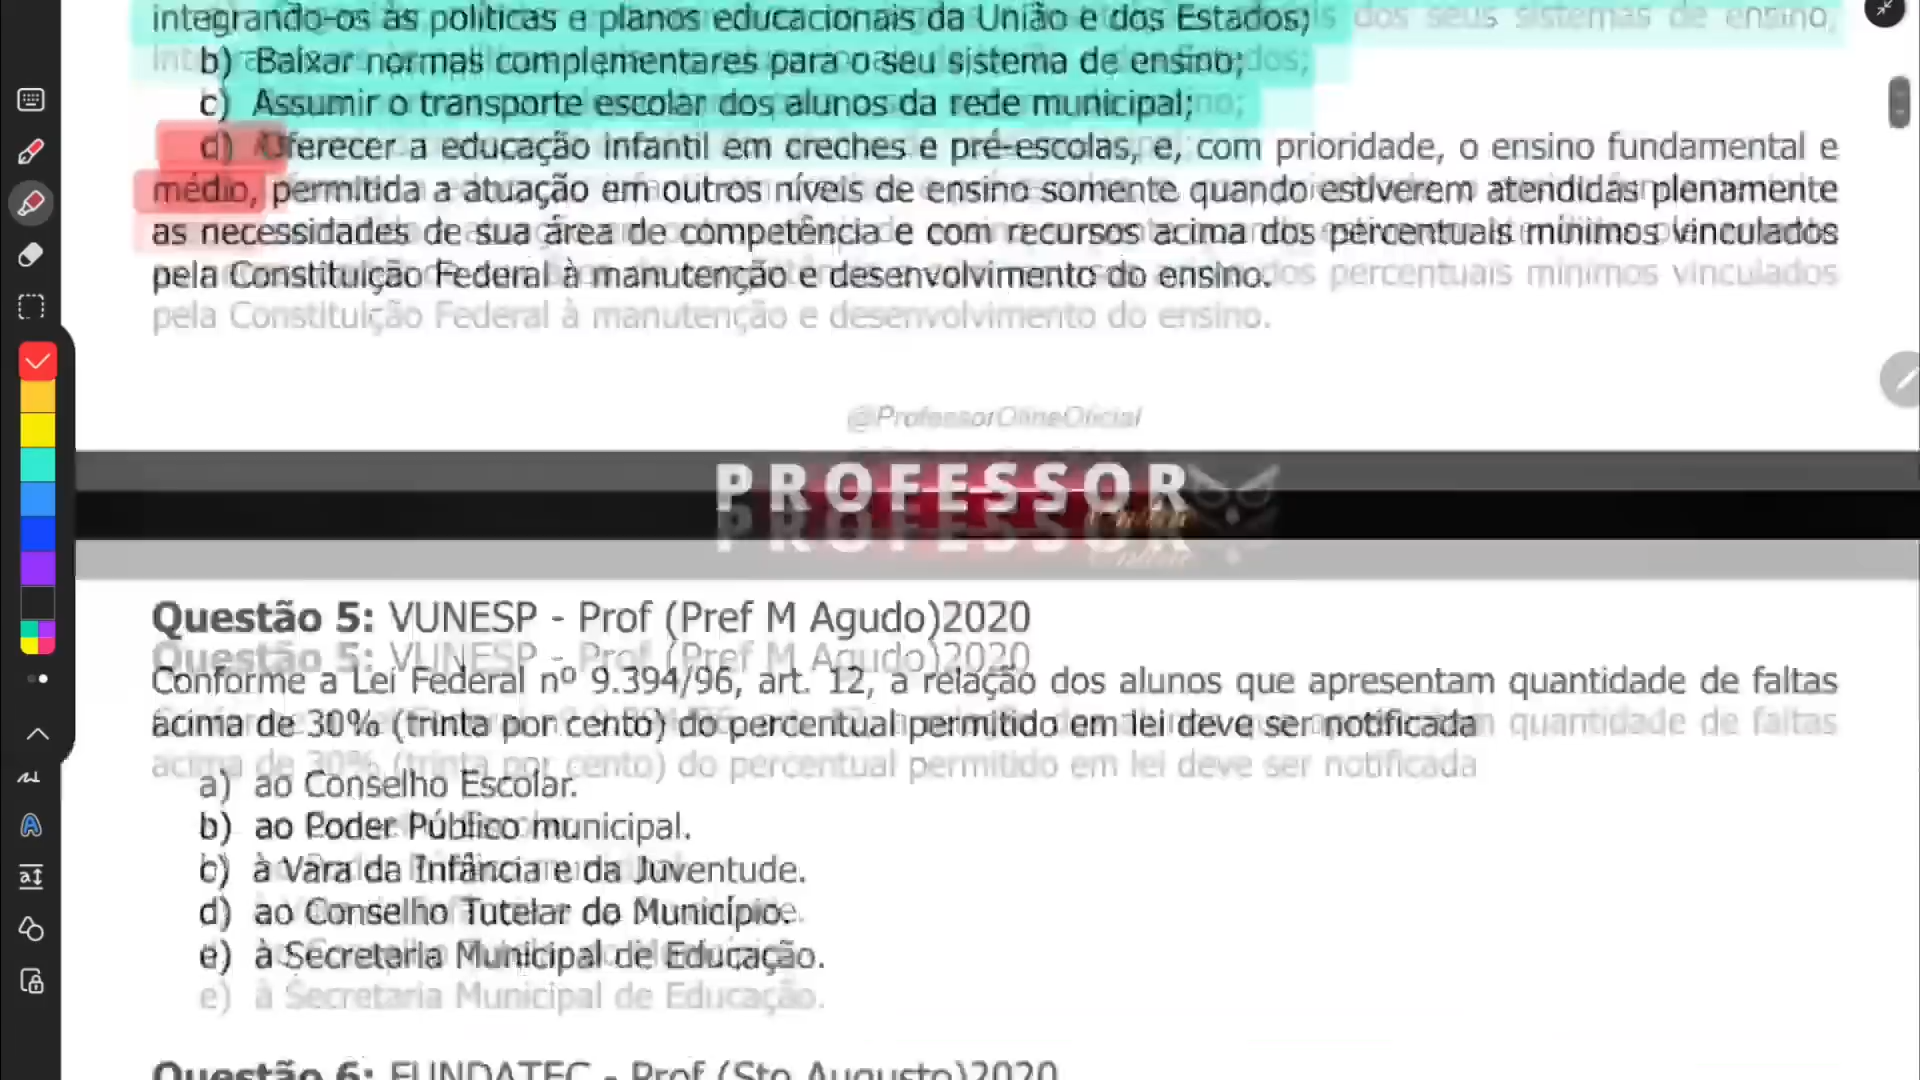 integrando-os às políticas e planos educacionais da União e dos Estados;
b) Baixar normas complementares para o seu sistema de ensino;
c) Assumir o transporte escolar dos alunos da rede municipal;
d) Oferecer a educação infantil em creches e pré-escolas, e, com prioridade, o ensino fundamental e
médio, permitida a atuação em outros níveis de ensino somente quando estiverem atendidas plenamente
as necessidades de sua área de competência e com recursos acima dos percentuais mínimos vinculados
pela Constituição Federal à manutenção e desenvolvimento do ensino.
@ProfessorOlineOficial
PROFESSOR
Questão 5: VUNESP - Prof (Pref M Agudo)2020
Conforme a Lei Federal nº 9.394/96, art. 12, a relação dos alunos que apresentam quantidade de faltas
acima de 30% (trinta por cento) do percentual permitido em lei deve ser notificada
a) ao Conselho Escolar.
b) ao Poder Público municipal.
c) à Vara da Infância e da Juventude.
d) ao Conselho Tutelar do Município.
e) à Secretaria Municipal de Educação.
Questão 6: FUNDATEC - Prof (Sto Augusto)2020